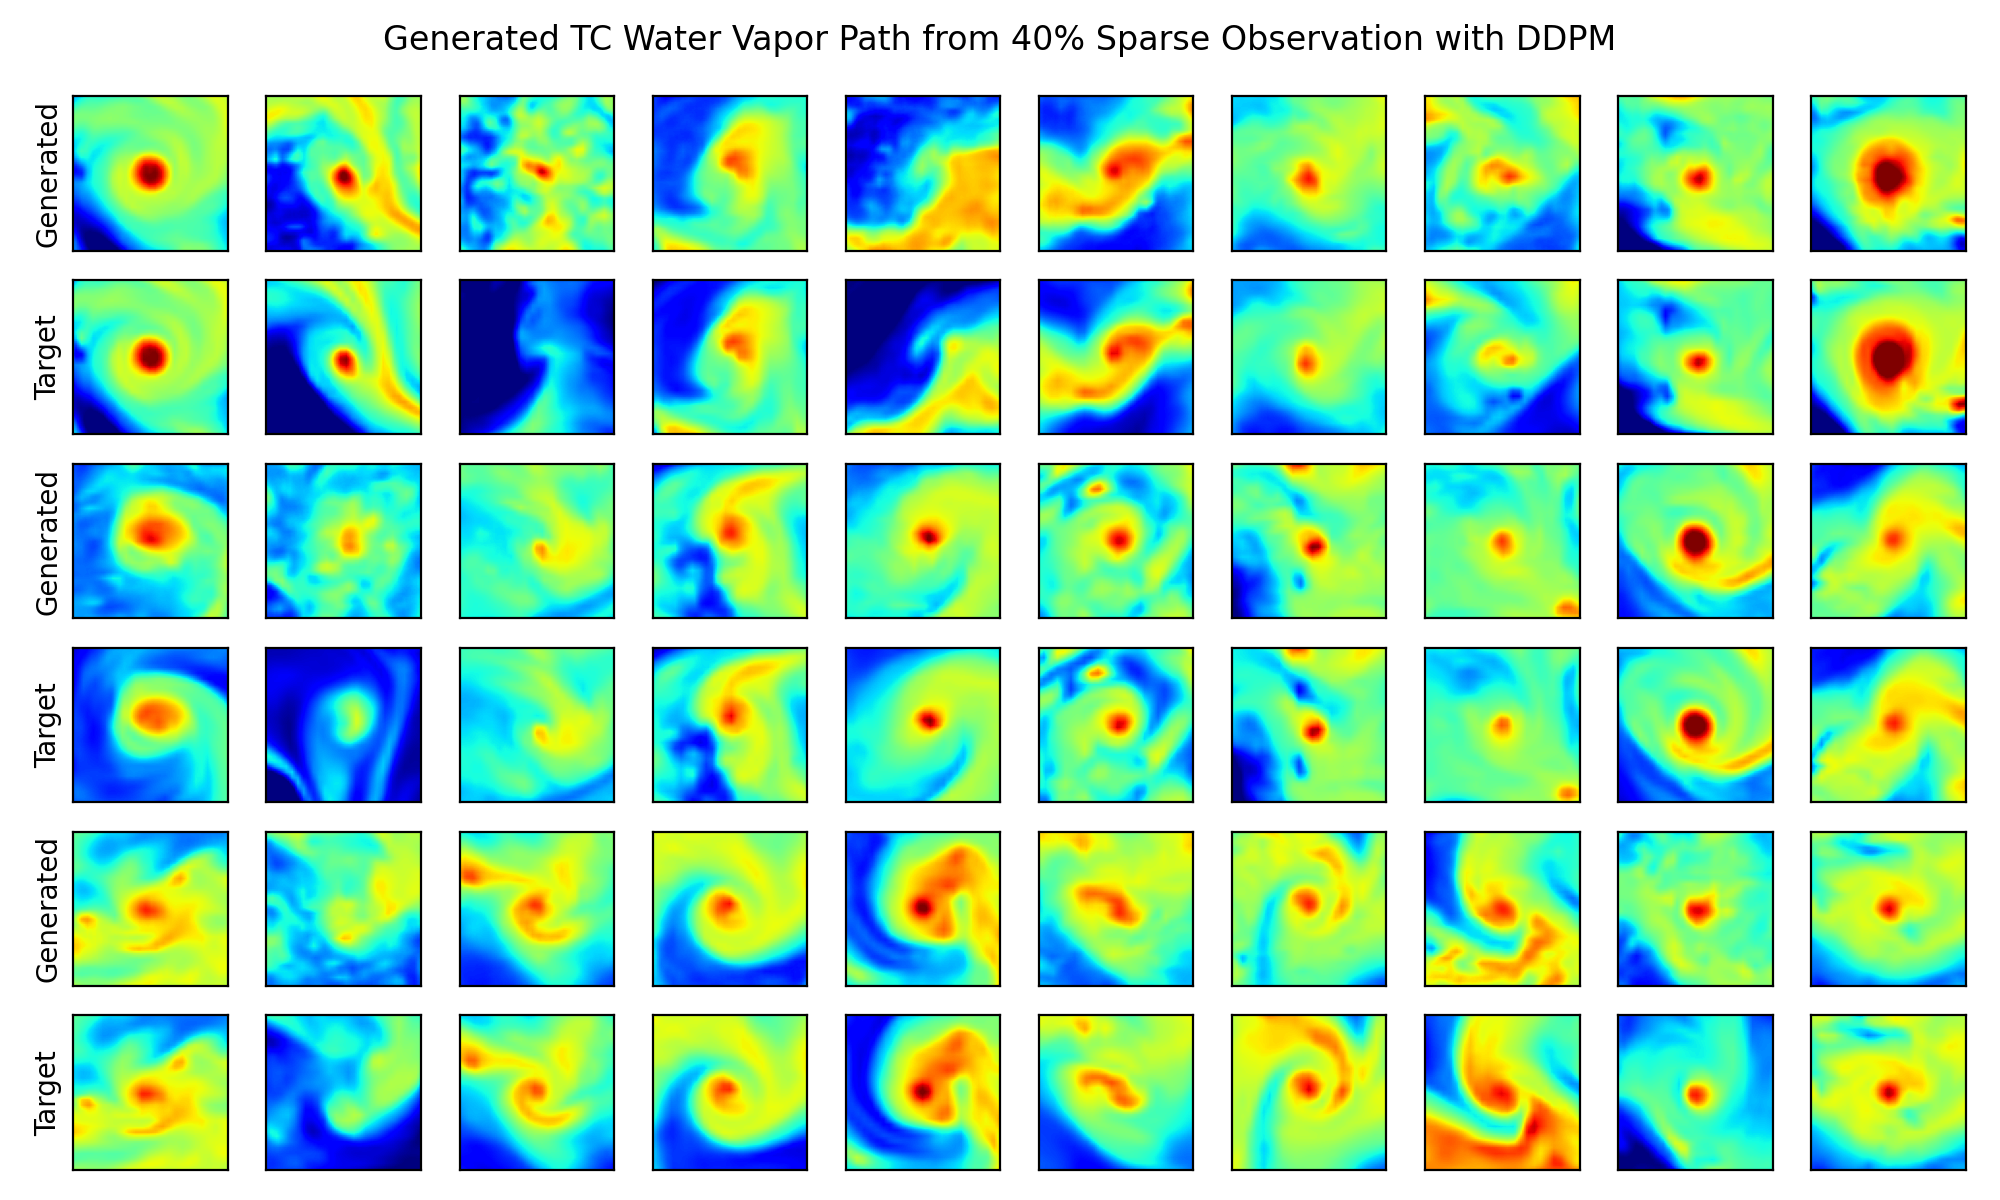 Generated TC Water Vapor Path from 40% Sparse Observation with DDPM
Generated
Target
Generated
Target
Generated
Target